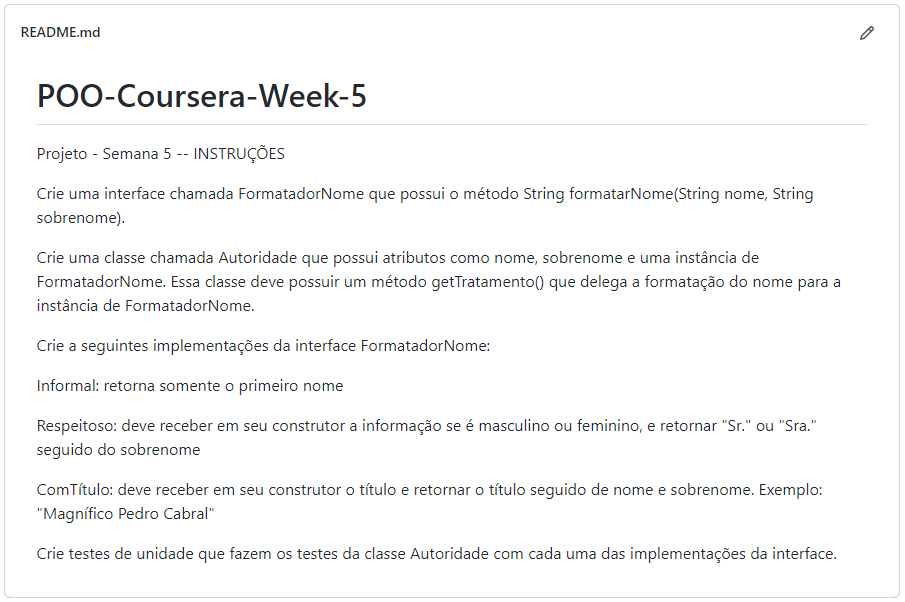 README.md
POO-Coursera-Week-5
Projeto - Semana 5 -- INSTRUÇÕES
Crie uma interface chamada FormatadorNome que possui o método String formatarNome(String nome, String
sobrenome).
Crie uma classe chamada Autoridade que possui atributos como nome, sobrenome e uma instância de
FormatadorNome. Essa classe deve possuir um método getTratamento() que delega a formatação do nome para a
instância de FormatadorNome.
Crie a seguintes implementações da interface FormatadorNome:
Informal: retorna somente o primeiro nome
Respeitoso: deve receber em seu construtor a informação se é masculino ou feminino, e retornar "Sr." ou "Sra."
seguido do sobrenome
ComTítulo: deve receber em seu construtor o título e retornar o título seguido de nome e sobrenome. Exemplo:
"Magnífico Pedro Cabral"
Crie testes de unidade que fazem os testes da classe Autoridade com cada uma das implementações da interface.